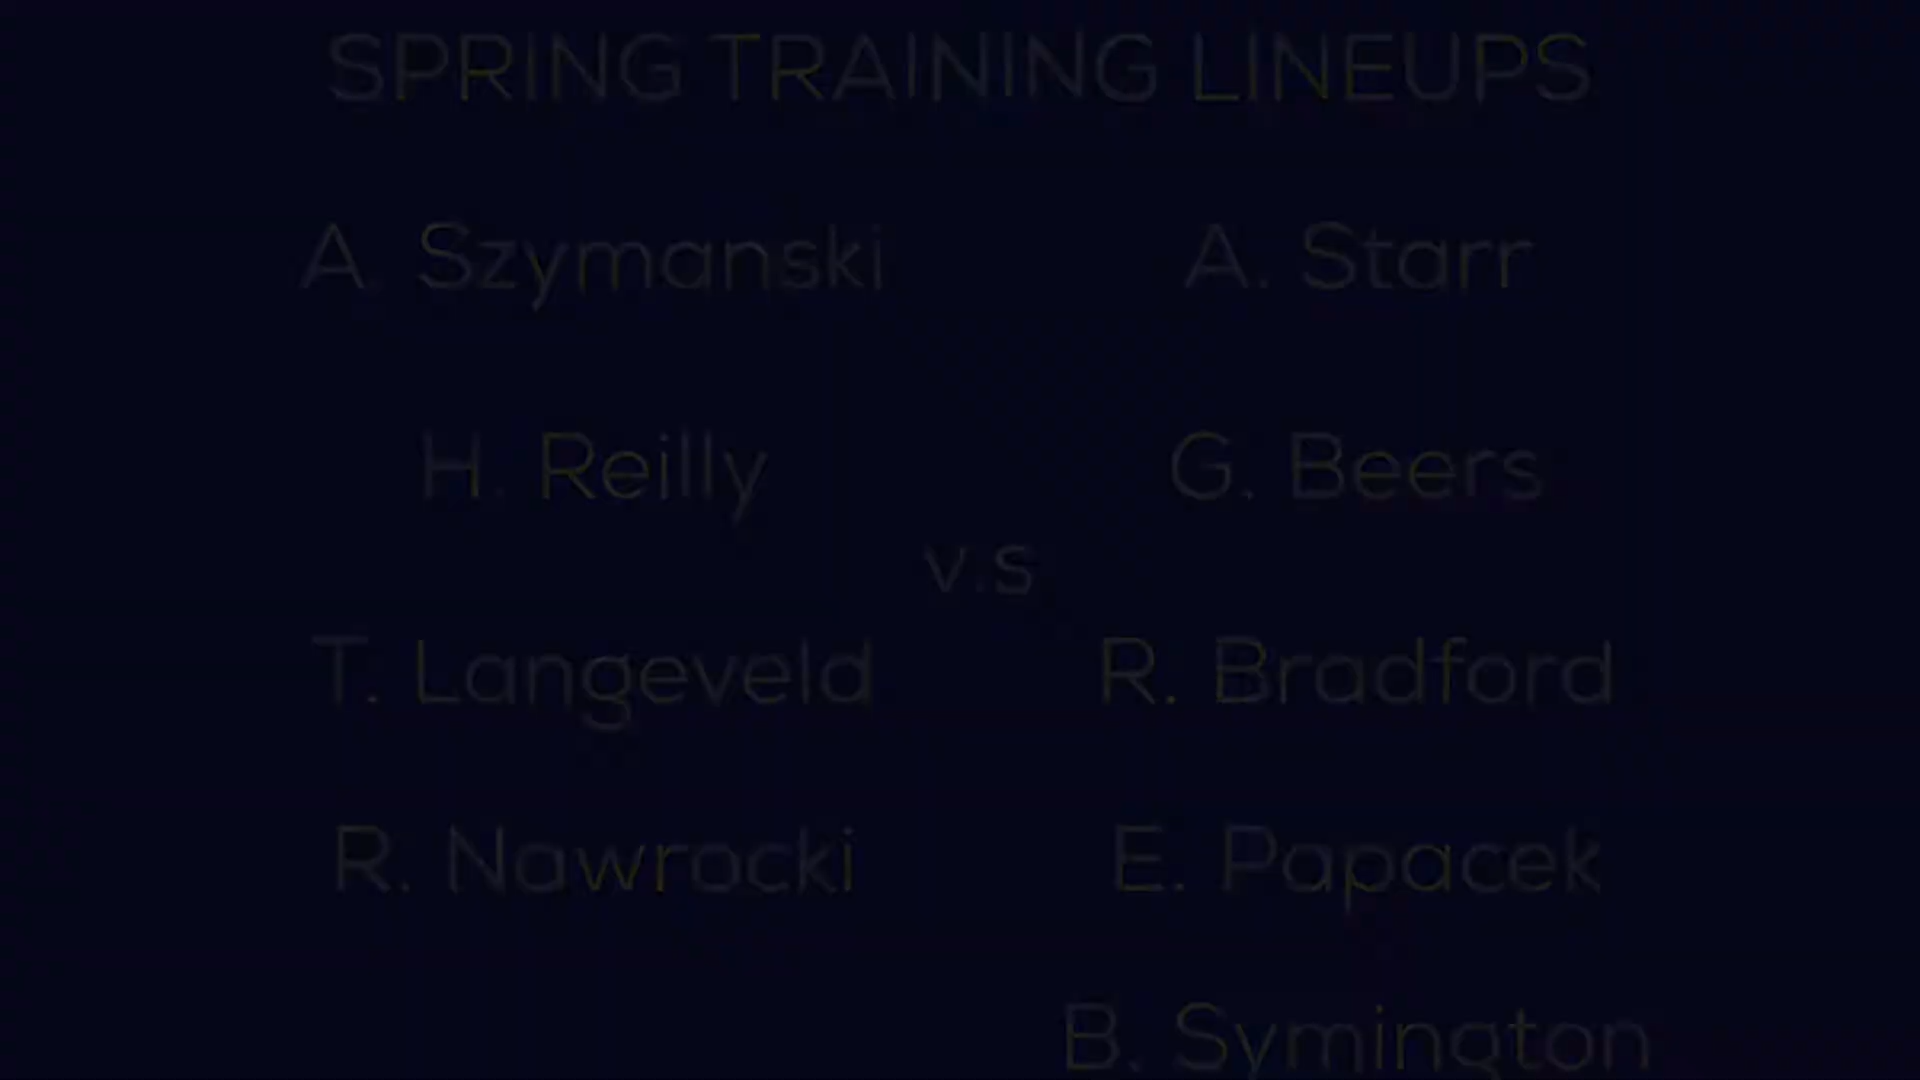 SPRING TRAINING LINEUPS
A. Szymanski
H. Reilly
T. Langeveld
R. Nawrocki
v.s
A. Starr
G. Beers
R. Bradford
E. Papacek
B. Symington